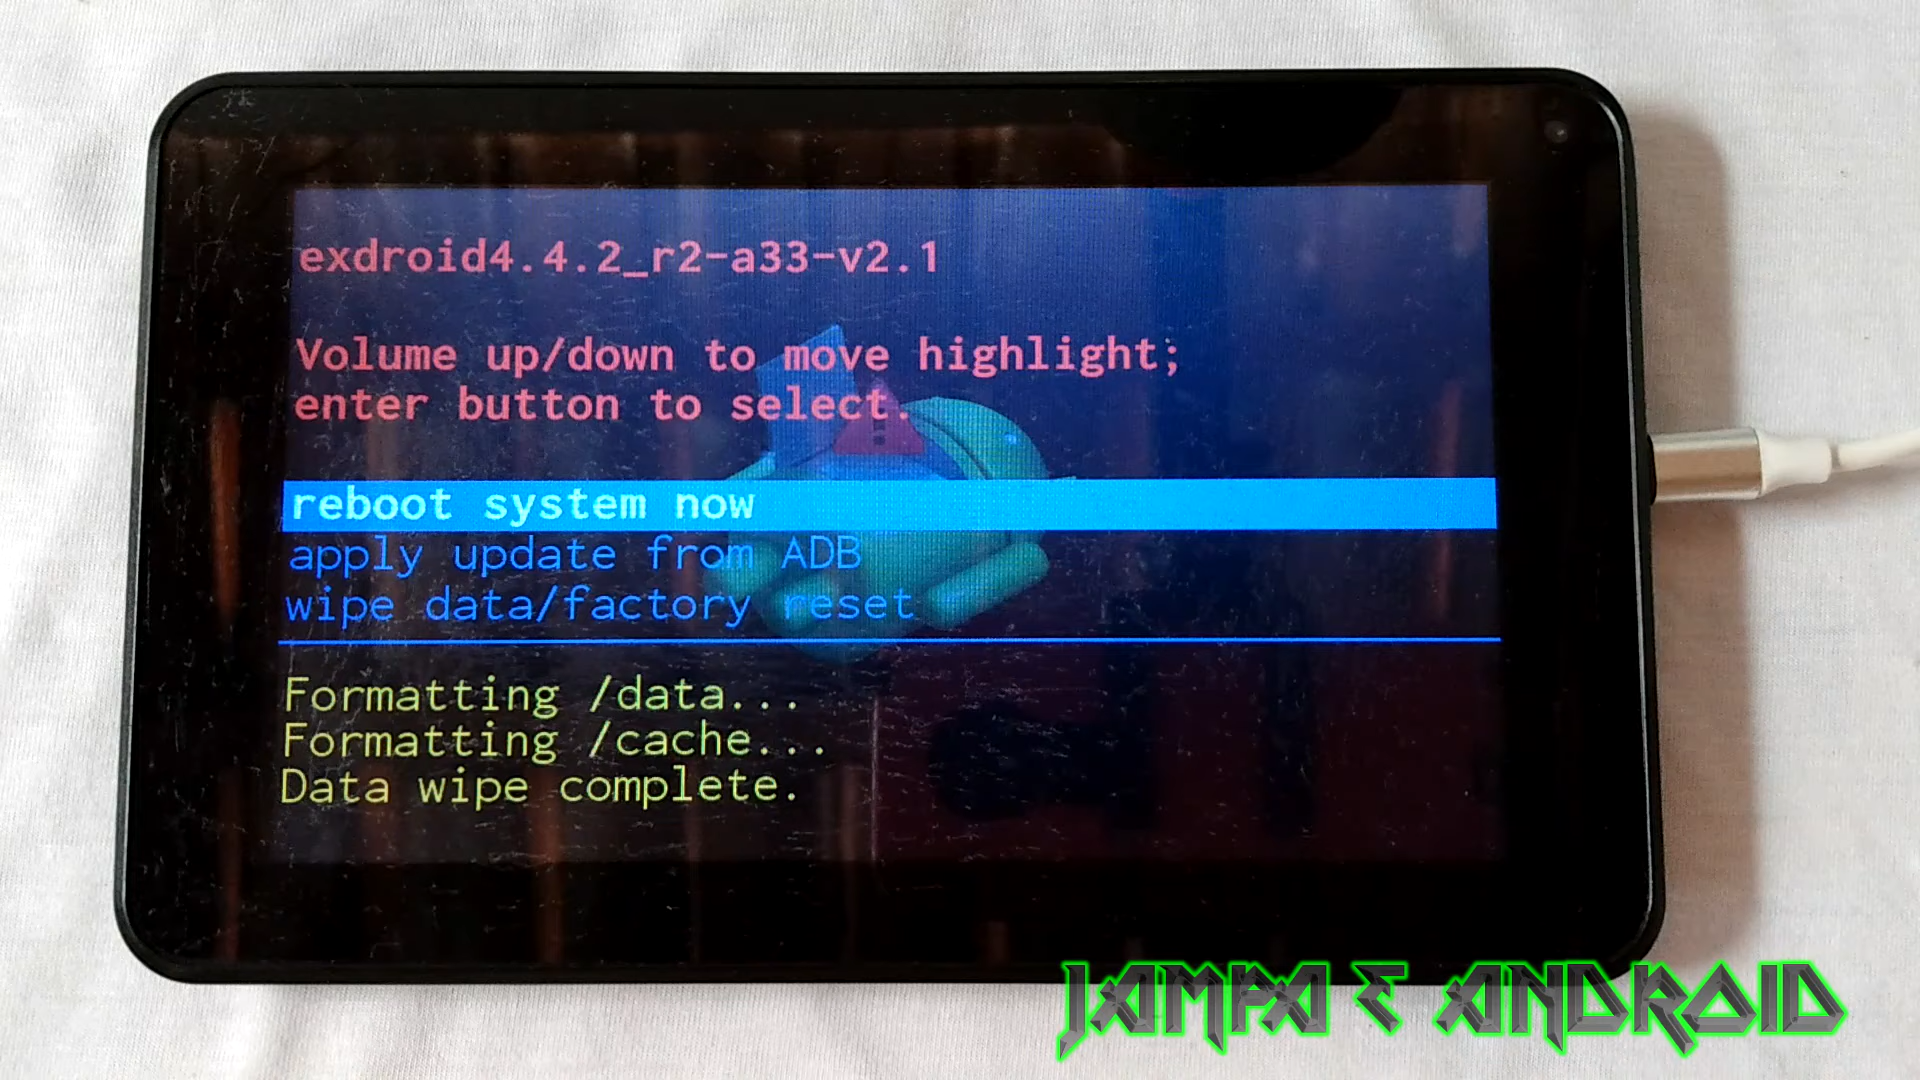 exdroid4.4.2_r2-a33-v2.1
Volume up/down to move highlight;
enter button to select.
reboot system now
apply update from ADB
wipe data/factory reset
Formatting /data...
Formatting /cache...
Data wipe complete.
JAMPA E ANDROID